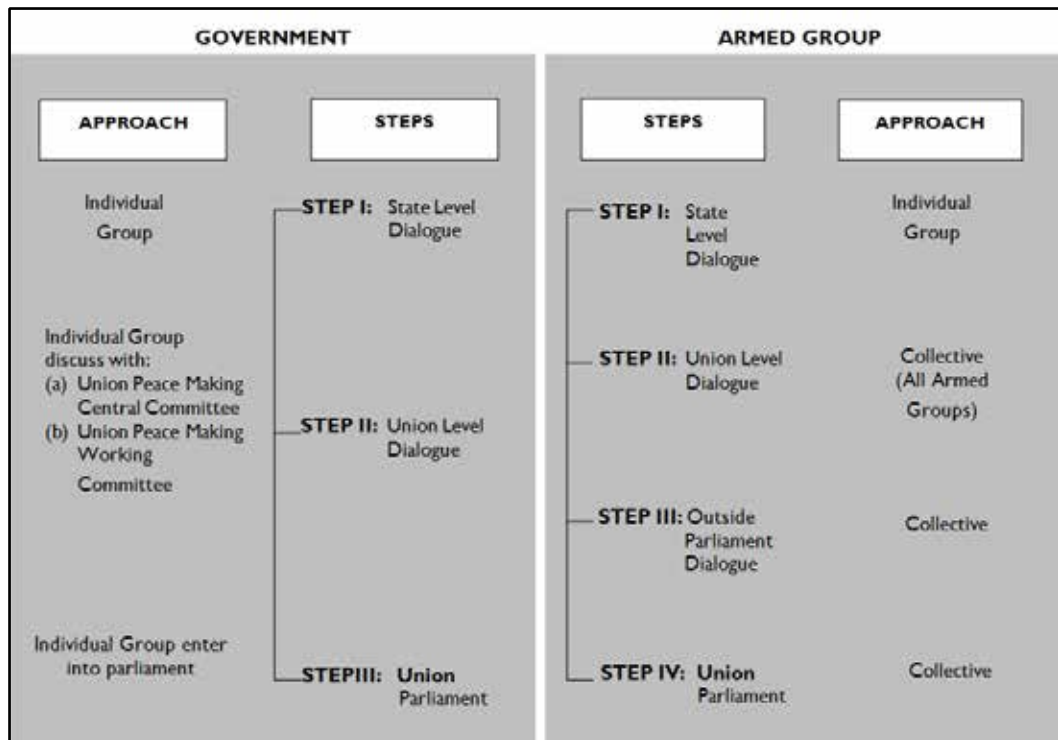 GOVERNMENT
APPROACH
STEPS
Individual
Group
STEP I: State Level
Dialogue
Individual Group
discuss with:
(a) Union Peace Making
Central Committee
(b) Union Peace Making
Working
Committee
STEP II: Union Level
Dialogue
Individual Group enter
into parliament
STEPIII: Union
Parliament
ARMED GROUP
STEPS
APPROACH
STEP I: State
Level
Dialogue
Individual
Group
STEP II: Union Level
Dialogue
Collective
(All Armed
Groups)
STEP III: Outside
Parliament
Dialogue
Collective
STEP IV: Union
Parliament
Collective